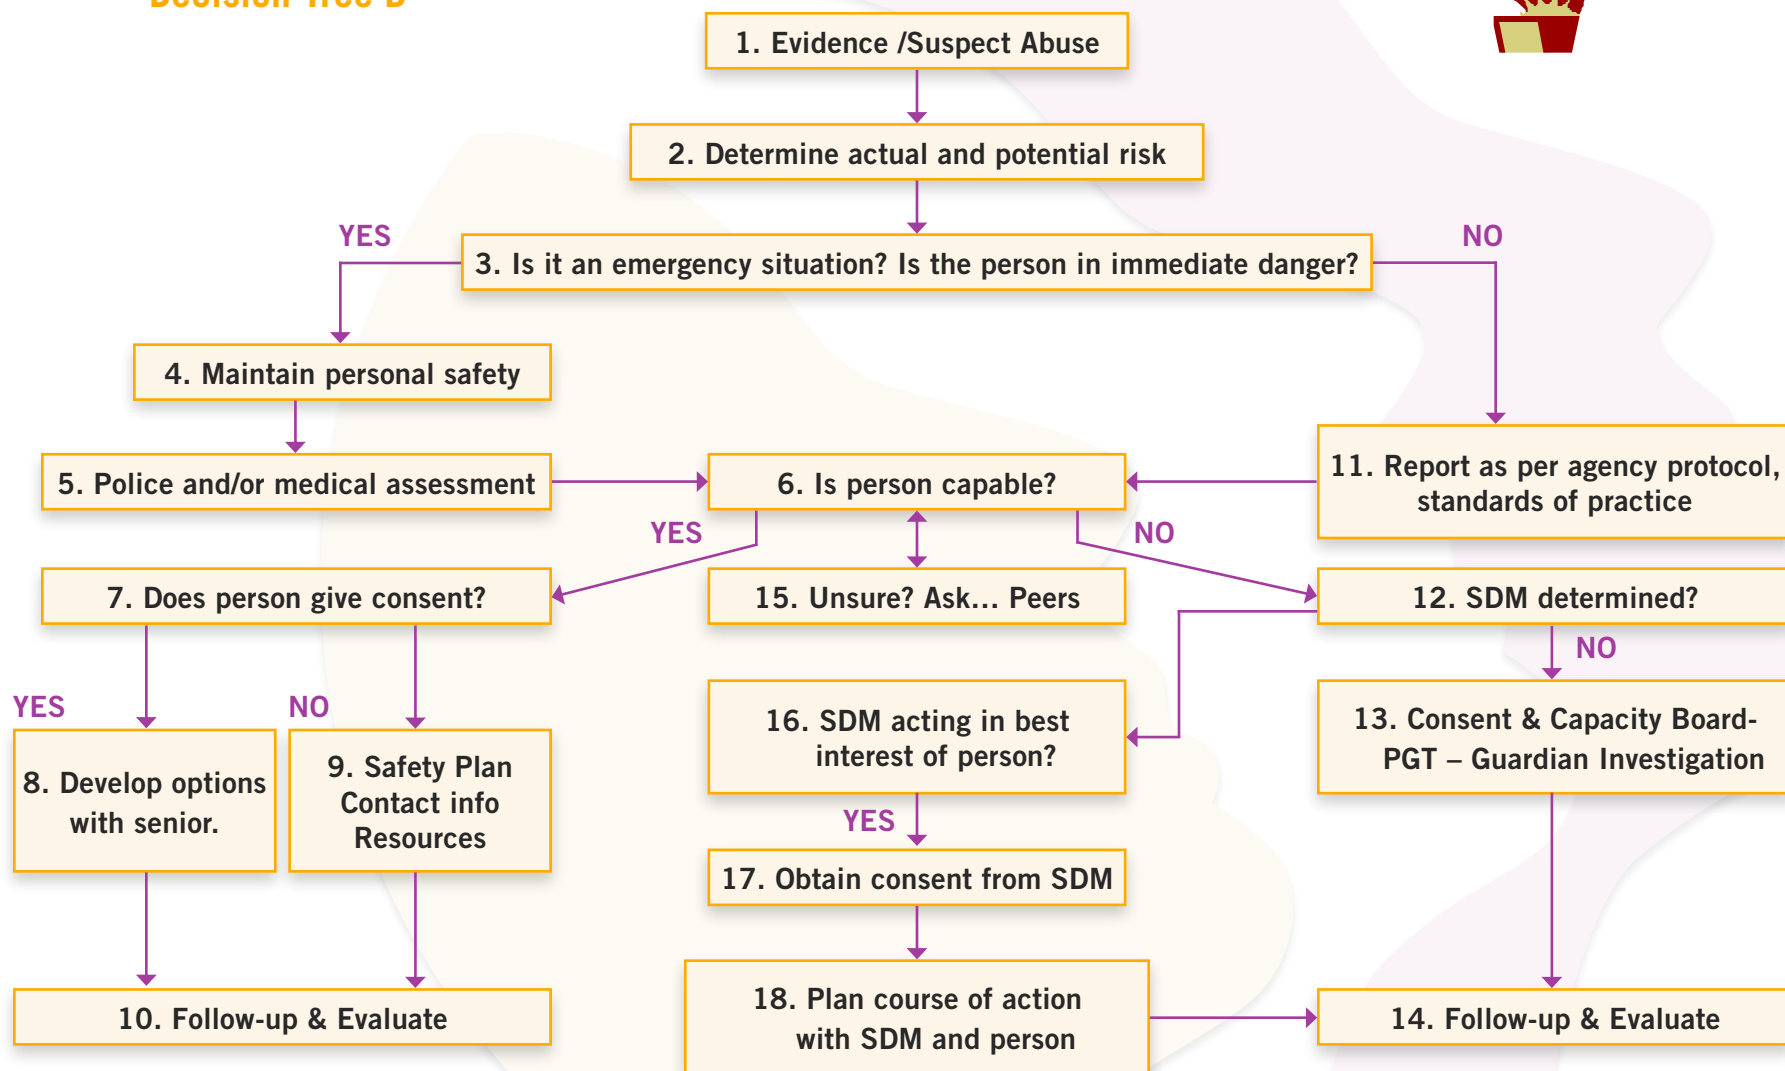 Decision Tree D
1. Evidence /Suspect Abuse
2. Determine actual and potential risk
YES
NO
3. Is it an emergency situation? Is the person in immediate danger?
4. Maintain personal safety
5. Police and/or medical assessment
6. Is person capable?
11. Report as per agency protocol,
standards of practice
YES
NO
7. Does person give consent?
15. Unsure? Ask... Peers
12. SDM determined?
NO
YES
NO
8. Develop options
with senior.
9. Safety Plan
Contact info
Resources
16. SDM acting in best
interest of person?
13. Consent & Capacity Board-
PGT – Guardian Investigation
YES
17. Obtain consent from SDM
10. Follow-up & Evaluate
18. Plan course of action
with SDM and person
14. Follow-up & Evaluate